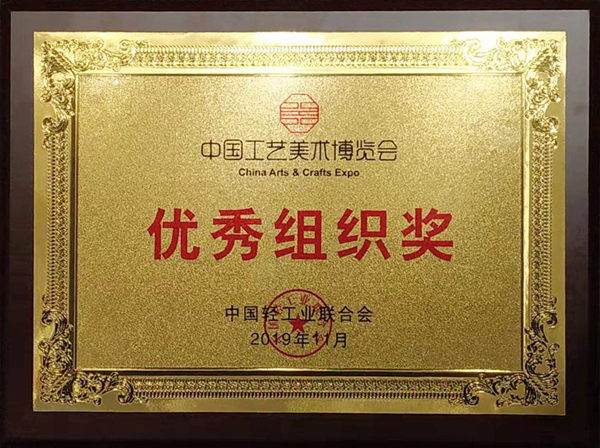 中国工艺美术博览会
China Arts & Crafts Expo
优秀组织奖
中国轻工业联合会
2019年11月